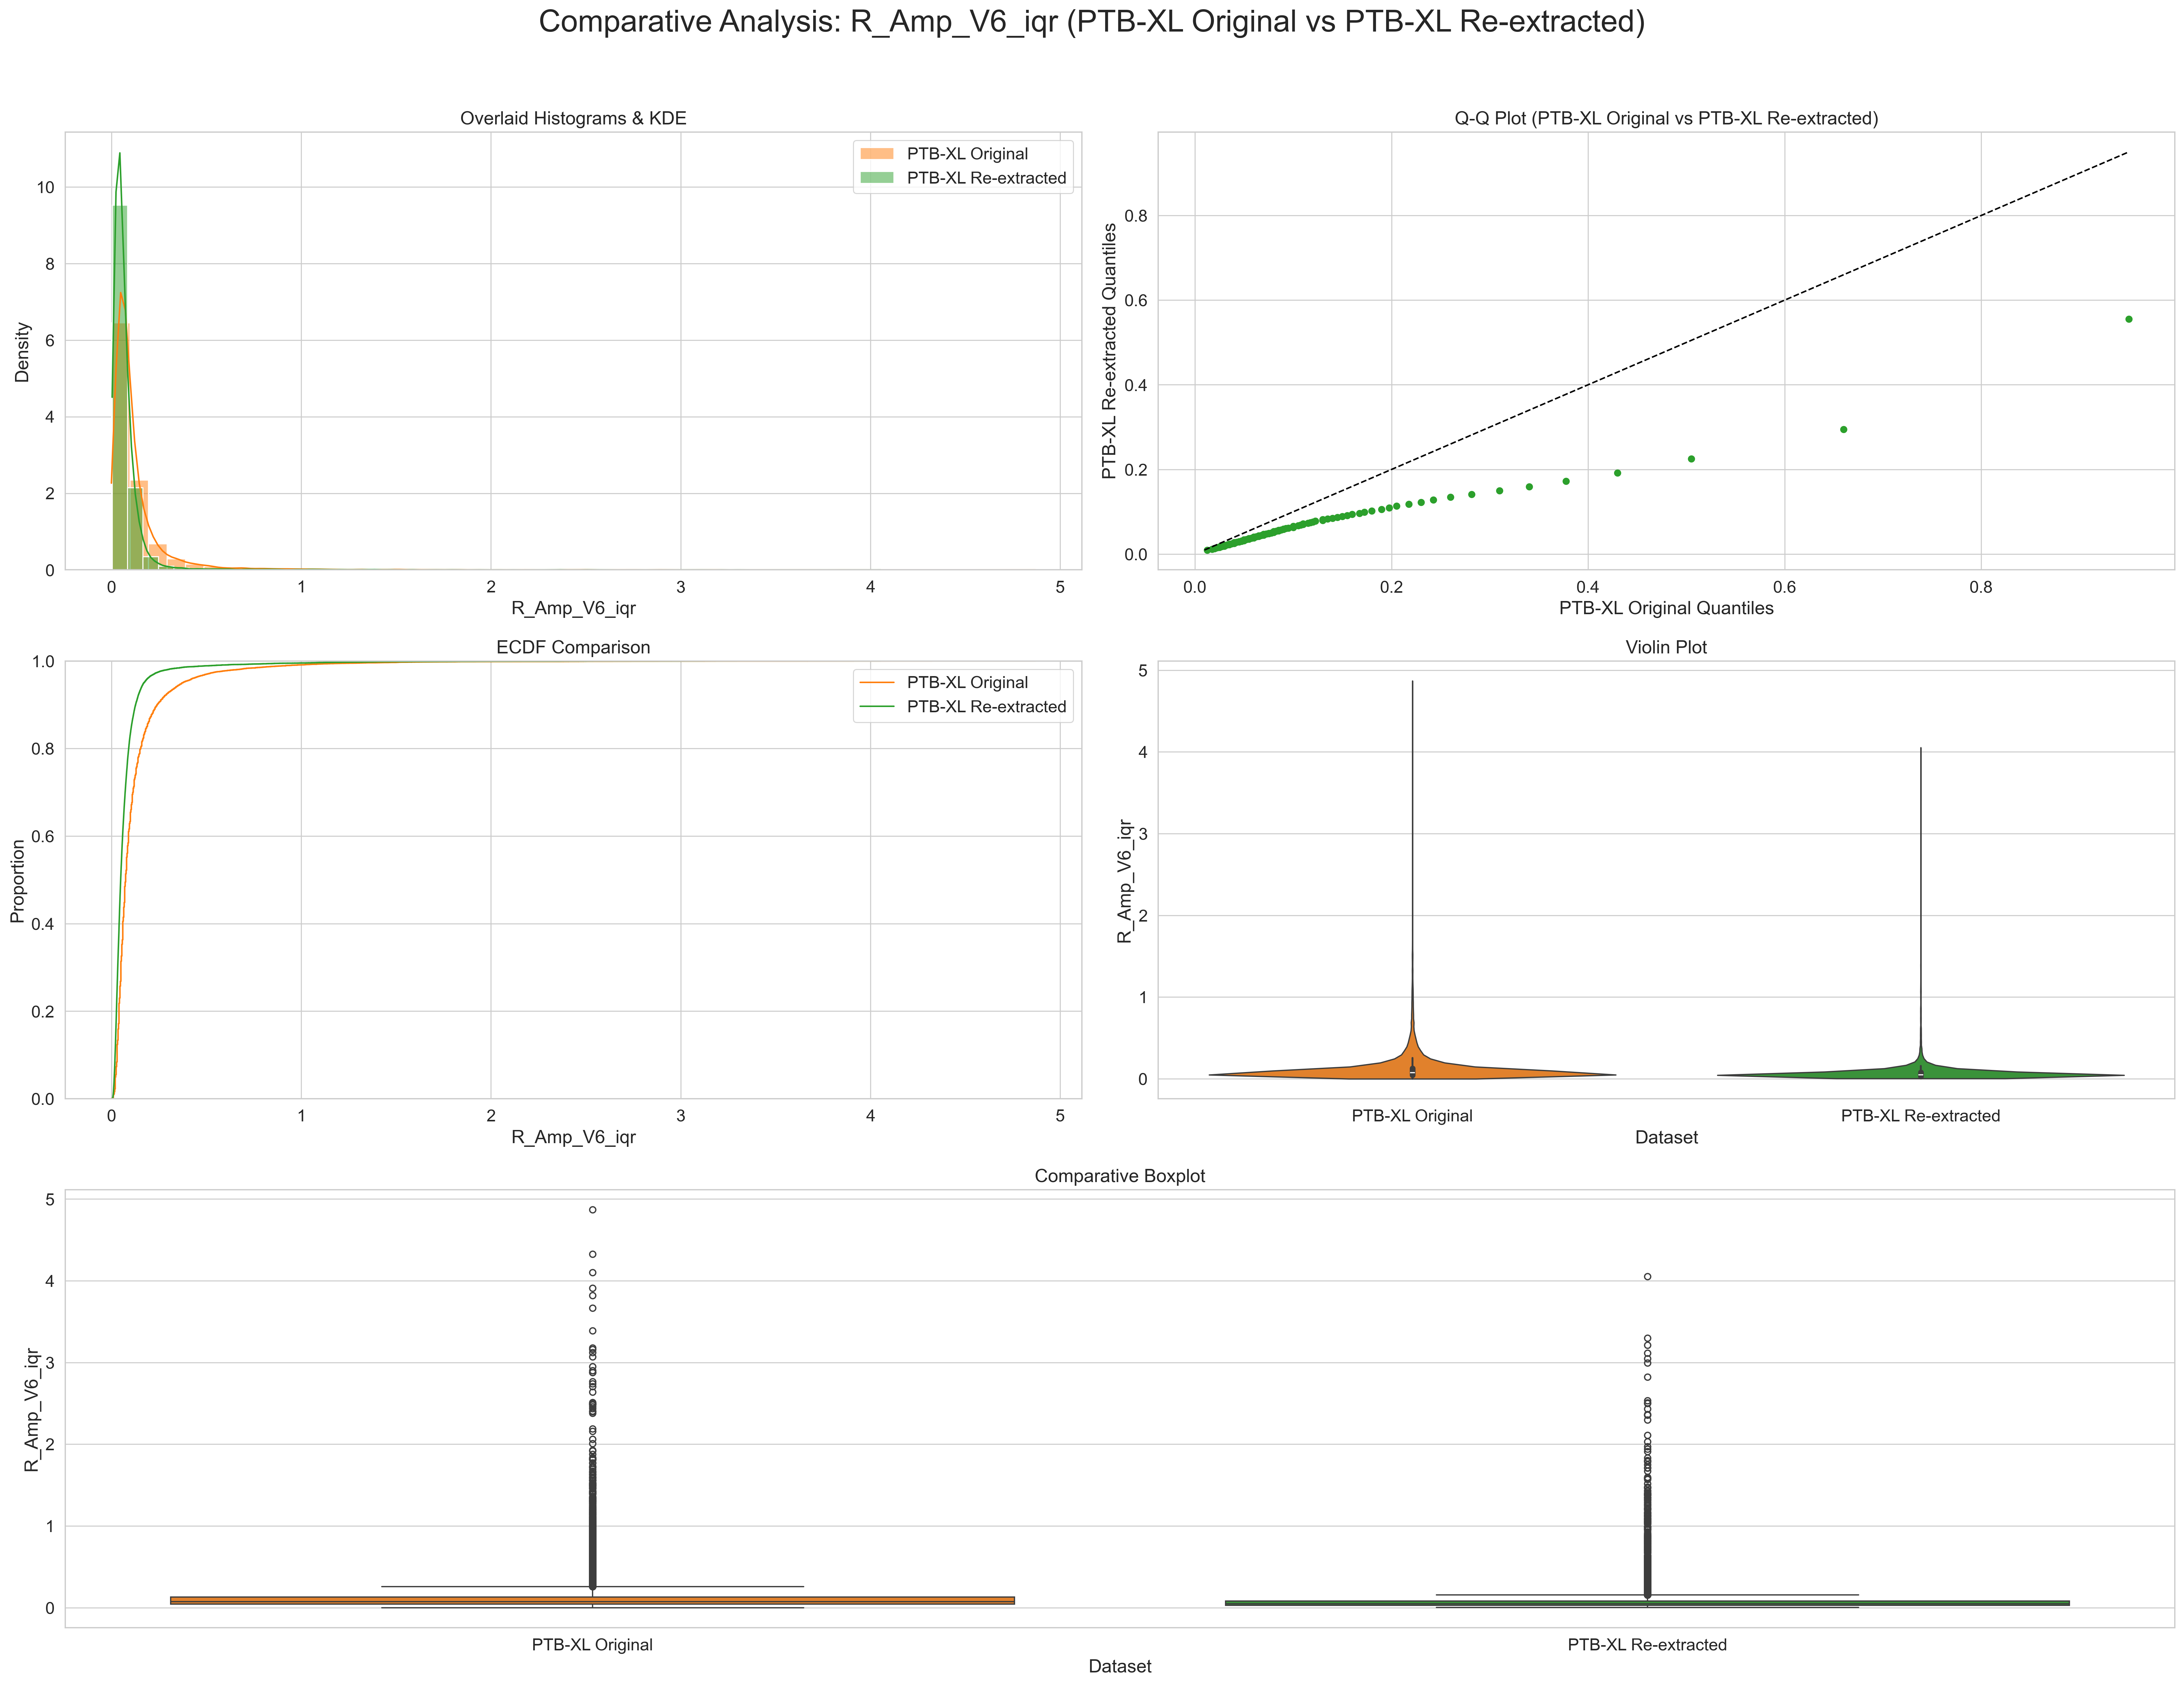 Comparative Analysis: R_Amp_V6_iqr (PTB-XL Original vs PTB-XL Re-extracted)
Overlaid Histograms & KDE
PTB-XL Original
PTB-XL Re-extracted
Density
10
8
6
4
2
0
0 1 2 3 4 5
R_Amp_V6_iqr
Q-Q Plot (PTB-XL Original vs PTB-XL Re-extracted)
PTB-XL Re-extracted Quantiles
0.8
0.6
0.4
0.2
0.0
0.0 0.2 0.4 0.6 0.8
PTB-XL Original Quantiles
ECDF Comparison
PTB-XL Original
PTB-XL Re-extracted
Proportion
1.0
0.8
0.6
0.4
0.2
0.0
0 1 2 3 4 5
R_Amp_V6_iqr
Violin Plot
R_Amp_V6_iqr
5
4
3
2
1
0
PTB-XL Original PTB-XL Re-extracted
Dataset
Comparative Boxplot
R_Amp_V6_iqr
5
4
3
2
1
0
PTB-XL Original PTB-XL Re-extracted
Dataset